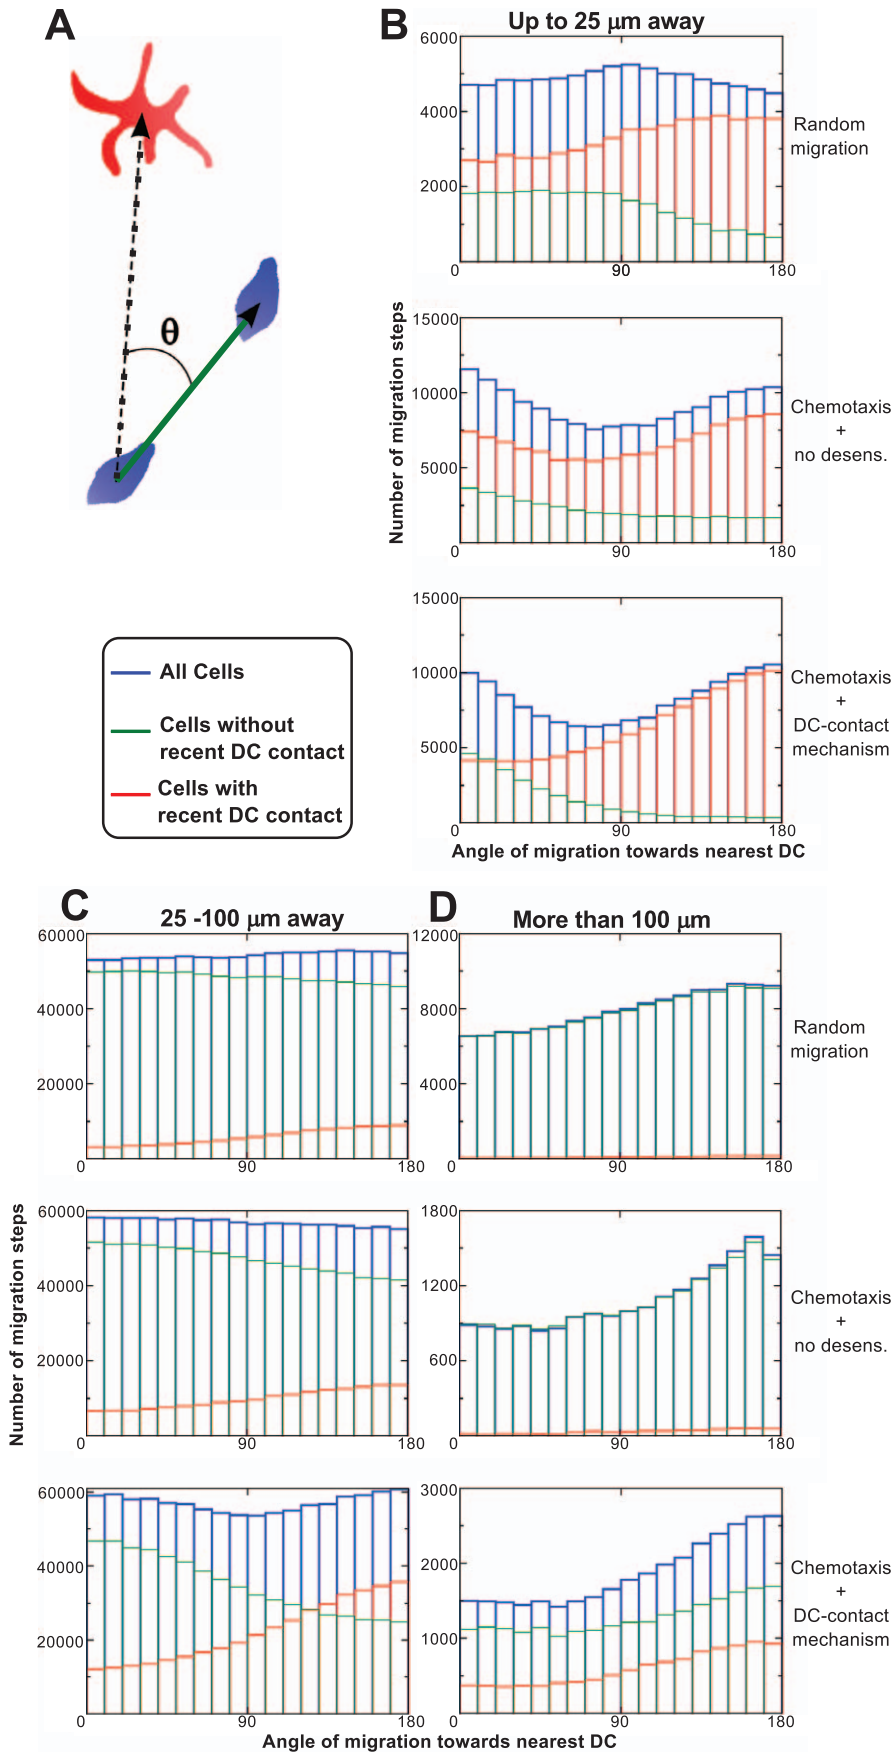 A
θ
All Cells
Cells without
recent DC contact
Cells with
recent DC contact
B
Up to 25 µm away
Number of migration steps
6000
4000
2000
0
90
180
Random
migration
15000
10000
5000
0
90
180
Chemotaxis
+
no desens.
15000
10000
5000
0
90
180
Chemotaxis
+
DC-contact
mechanism
Angle of migration towards nearest DC
C
25 -100 µm away
Number of migration steps
60000
40000
20000
0
90
180
60000
40000
20000
0
90
180
60000
40000
20000
0
90
180
D
More than 100 µm
12000
8000
4000
0
90
180
Random
migration
1800
1200
600
0
90
180
Chemotaxis
+
no desens.
3000
2000
1000
0
90
180
Chemotaxis
+
DC-contact
mechanism
Angle of migration towards nearest DC